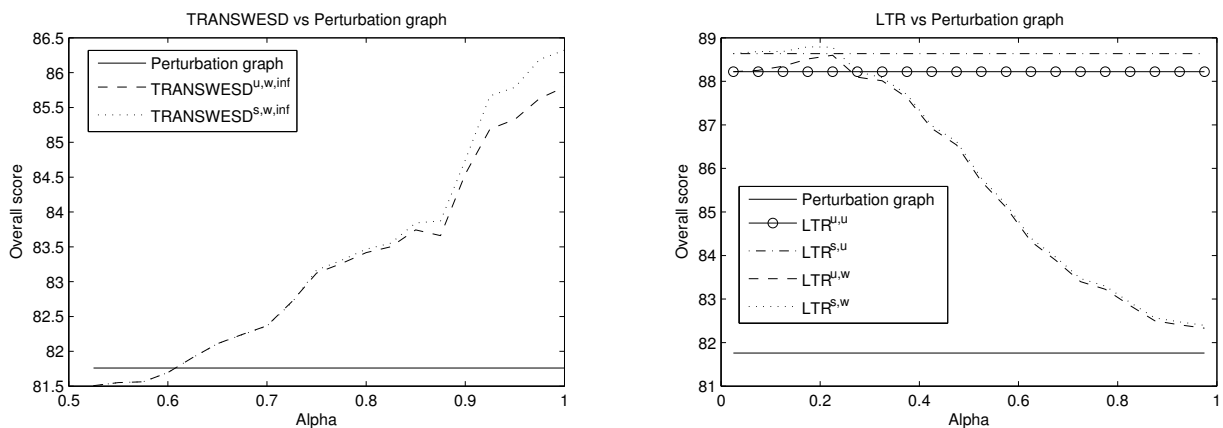 TRANSWESD vs Perturbation graph
86.5
86
85.5
85
84.5
84
83.5
83
82.5
82
81.5
Overall score
Perturbation graph
TRANSWESD^u,w,inf
TRANSWESD^s,w,inf
0.5 0.6 0.7 0.8 0.9 1
Alpha
LTR vs Perturbation graph
89
88
87
86
85
84
83
82
81
Overall score
Perturbation graph
LTR^u,u
LTR^s,u
LTR^u,w
LTR^s,w
0 0.2 0.4 0.6 0.8 1
Alpha